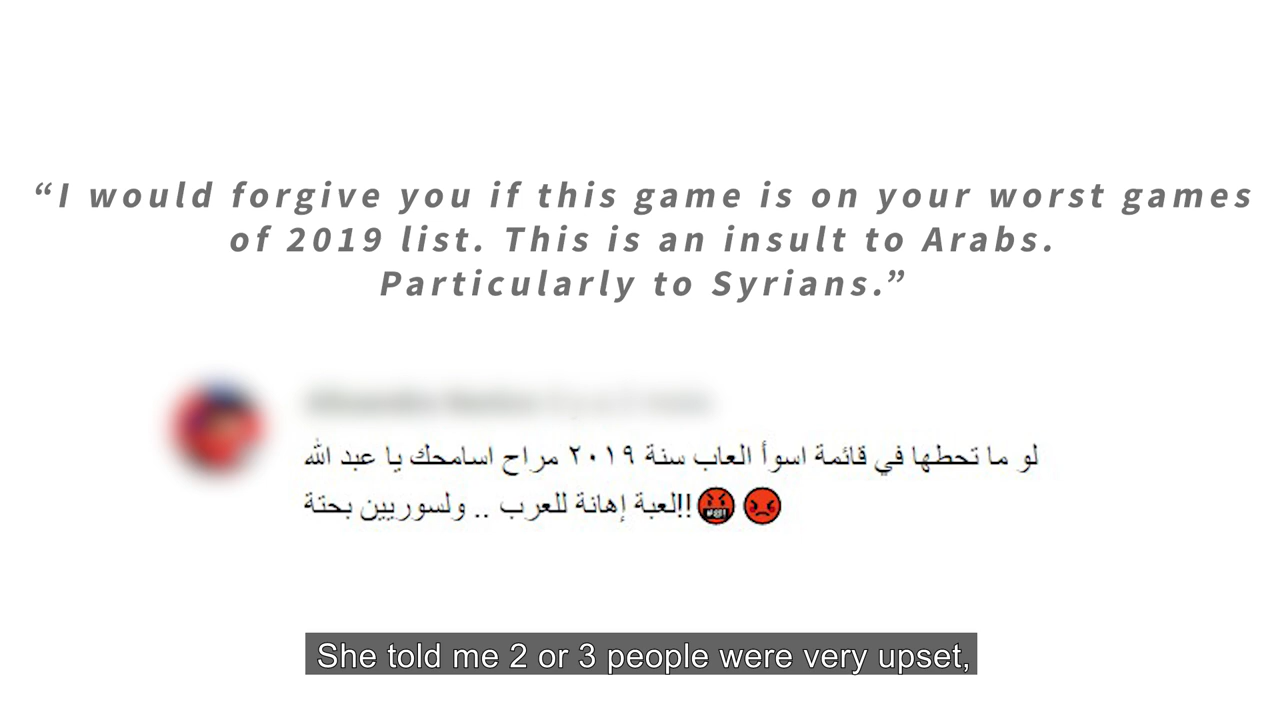 “I would forgive you if this game is on your worst games
of 2019 list. This is an insult to Arabs.
Particularly to Syrians.”
لو ما تحطها في قائمة اسوأ العاب سنة ٢٠١٩ مراح اسامحك يا عبد الله
😡🤬!!لعبة إهانة للعرب .. ولسوريين بحتة
She told me 2 or 3 people were very upset,